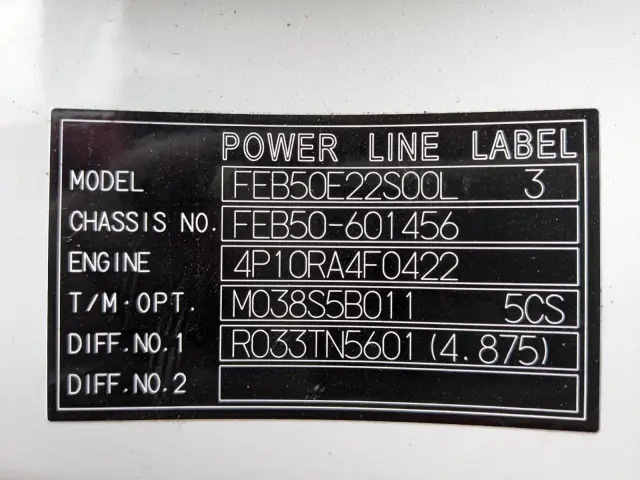 POWER LINE LABEL
MODEL FEB50E22S00L 3
CHASSIS NO. FEB50-601456
ENGINE 4P10RA4F0422
T/M·OPT. M038S5B011 5CS
DIFF.NO.1 R033TN5601(4.875)
DIFF.NO.2